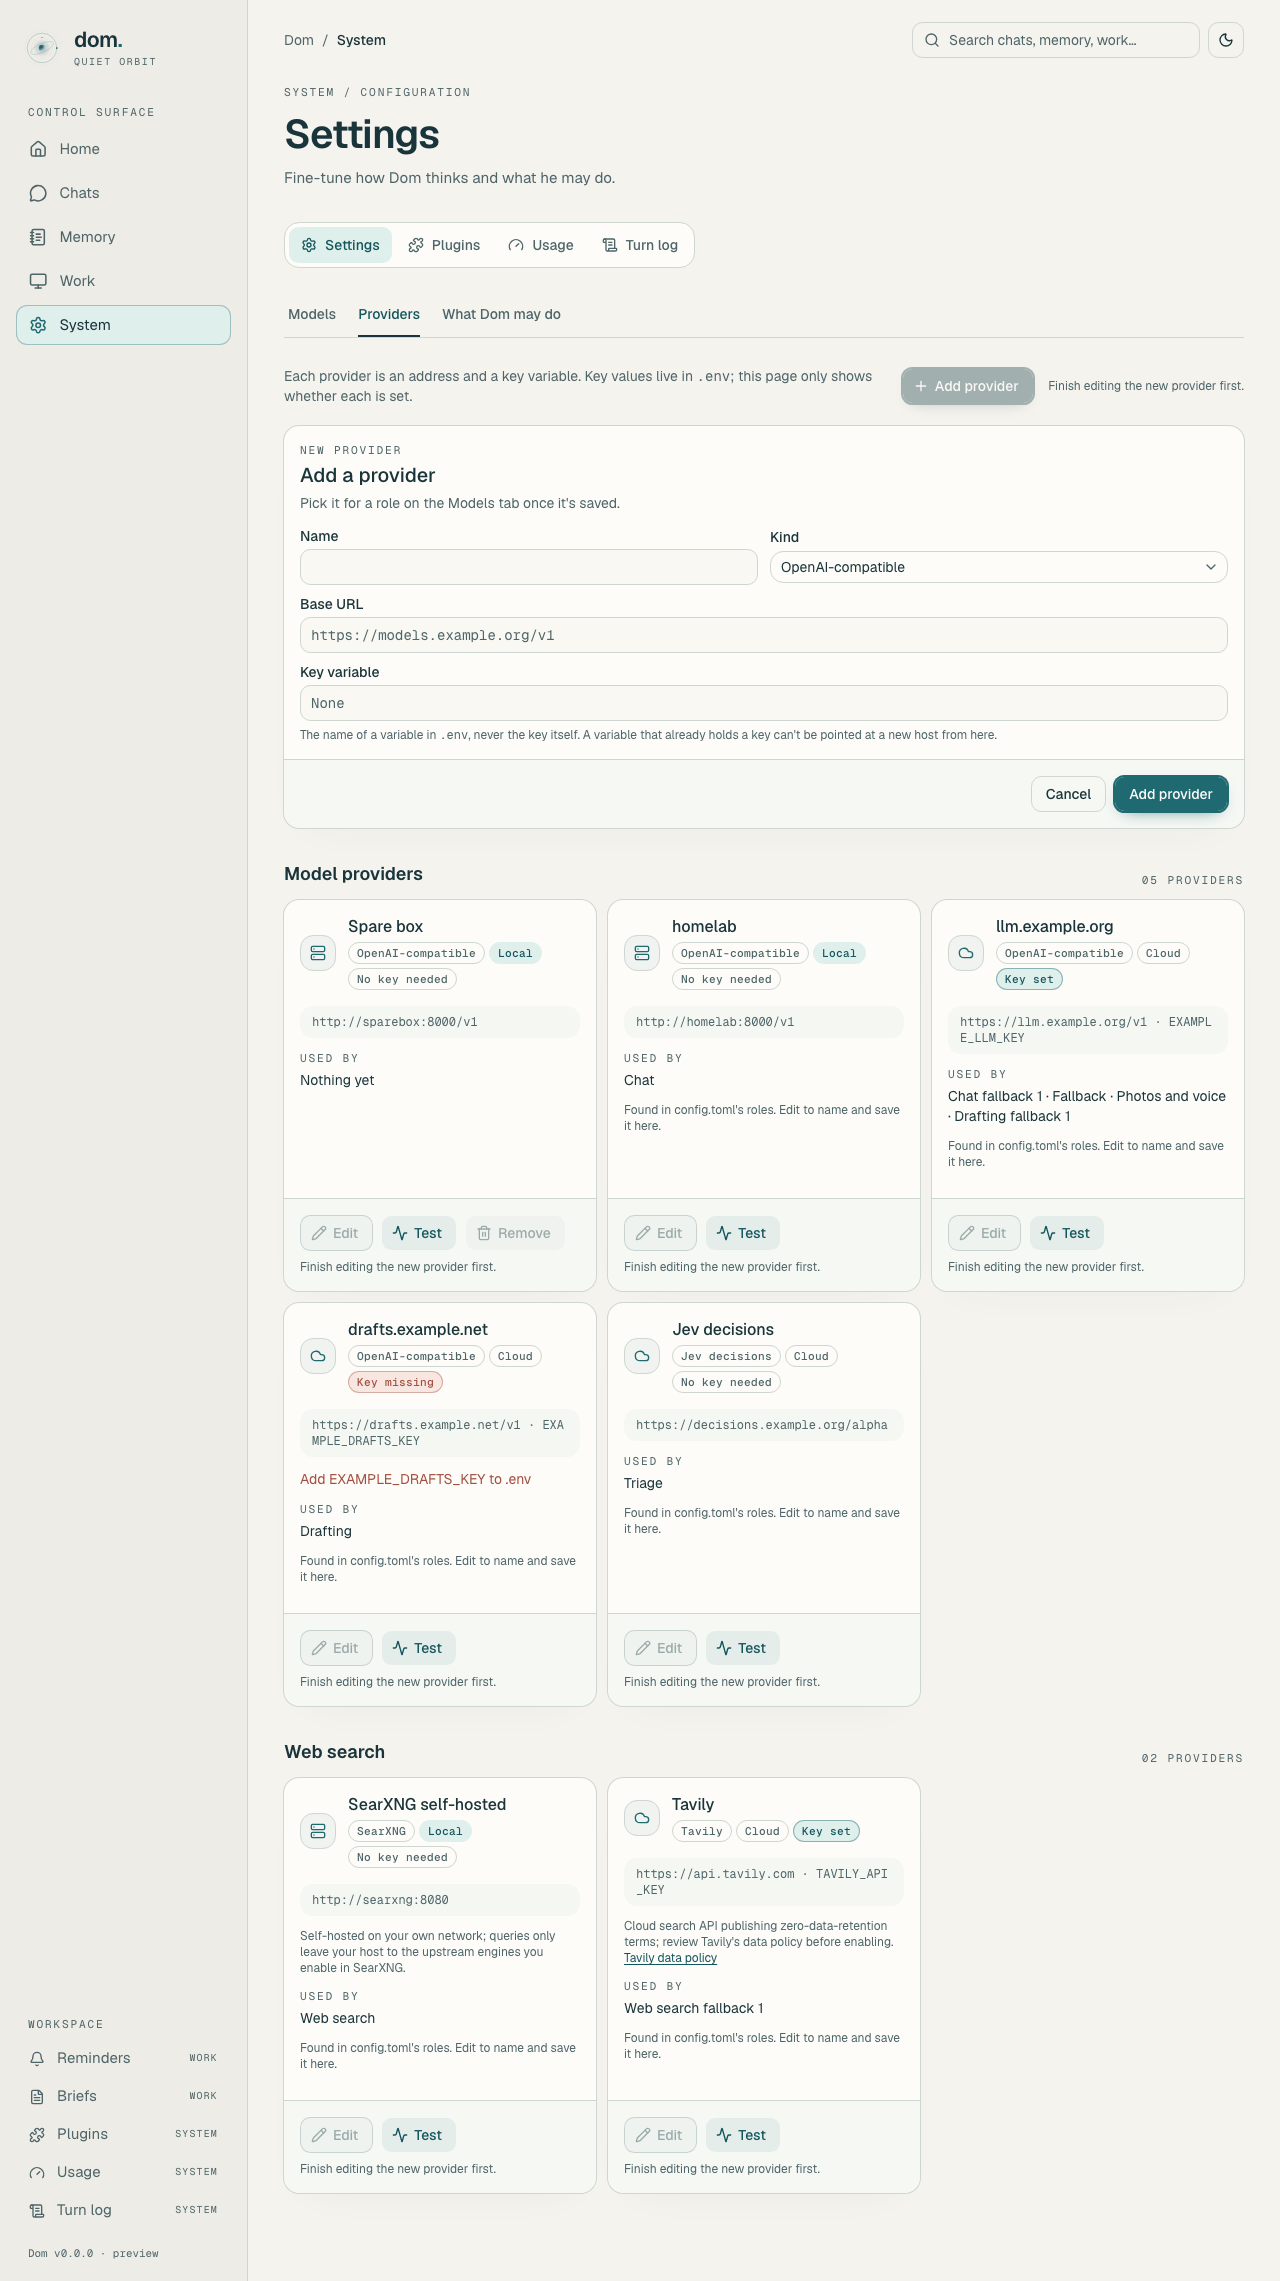 dom.
QUIET ORBIT
CONTROL SURFACE
Home
Chats
Memory
Work
System
Dom / System
Search chats, memory, work…
SYSTEM / CONFIGURATION
Settings
Fine-tune how Dom thinks and what he may do.
Settings
Plugins
Usage
Turn log
Models
Providers
What Dom may do
Each provider is an address and a key variable. Key values live in .env; this page only shows
whether each is set.
Add provider
Finish editing the new provider first.
NEW PROVIDER
Add a provider
Pick it for a role on the Models tab once it's saved.
Name
Kind
OpenAI-compatible
Base URL
https://models.example.org/v1
Key variable
None
The name of a variable in .env, never the key itself. A variable that already holds a key can't be pointed at a new host from here.
Cancel
Add provider
Model providers
05 PROVIDERS
Spare box
OpenAI-compatible
Local
No key needed
http://sparebox:8000/v1
USED BY
Nothing yet
Edit
Test
Remove
Finish editing the new provider first.
homelab
OpenAI-compatible
Local
No key needed
http://homelab:8000/v1
USED BY
Chat
Found in config.toml's roles. Edit to name and save
it here.
Edit
Test
Finish editing the new provider first.
llm.example.org
OpenAI-compatible
Cloud
Key set
https://llm.example.org/v1 · EXAMPL
E_LLM_KEY
USED BY
Chat fallback 1 · Fallback · Photos and voice
· Drafting fallback 1
Found in config.toml's roles. Edit to name and save
it here.
Edit
Test
Finish editing the new provider first.
drafts.example.net
OpenAI-compatible
Cloud
Key missing
https://drafts.example.net/v1 · EXA
MPLE_DRAFTS_KEY
Add EXAMPLE_DRAFTS_KEY to .env
USED BY
Drafting
Found in config.toml's roles. Edit to name and save
it here.
Edit
Test
Finish editing the new provider first.
Jev decisions
Jev decisions
Cloud
No key needed
https://decisions.example.org/alpha
USED BY
Triage
Found in config.toml's roles. Edit to name and save
it here.
Edit
Test
Finish editing the new provider first.
Web search
02 PROVIDERS
SearXNG self-hosted
SearXNG
Local
No key needed
http://searxng:8080
Self-hosted on your own network; queries only
leave your host to the upstream engines you
enable in SearXNG.
USED BY
Web search
Found in config.toml's roles. Edit to name and save
it here.
Edit
Test
Finish editing the new provider first.
Tavily
Tavily
Cloud
Key set
https://api.tavily.com · TAVILY_API
_KEY
Cloud search API publishing zero-data-retention
terms; review Tavily's data policy before enabling.
Tavily data policy
USED BY
Web search fallback 1
Found in config.toml's roles. Edit to name and save
it here.
Edit
Test
Finish editing the new provider first.
WORKSPACE
Reminders WORK
Briefs WORK
Plugins SYSTEM
Usage SYSTEM
Turn log SYSTEM
Dom v0.0.0 · preview